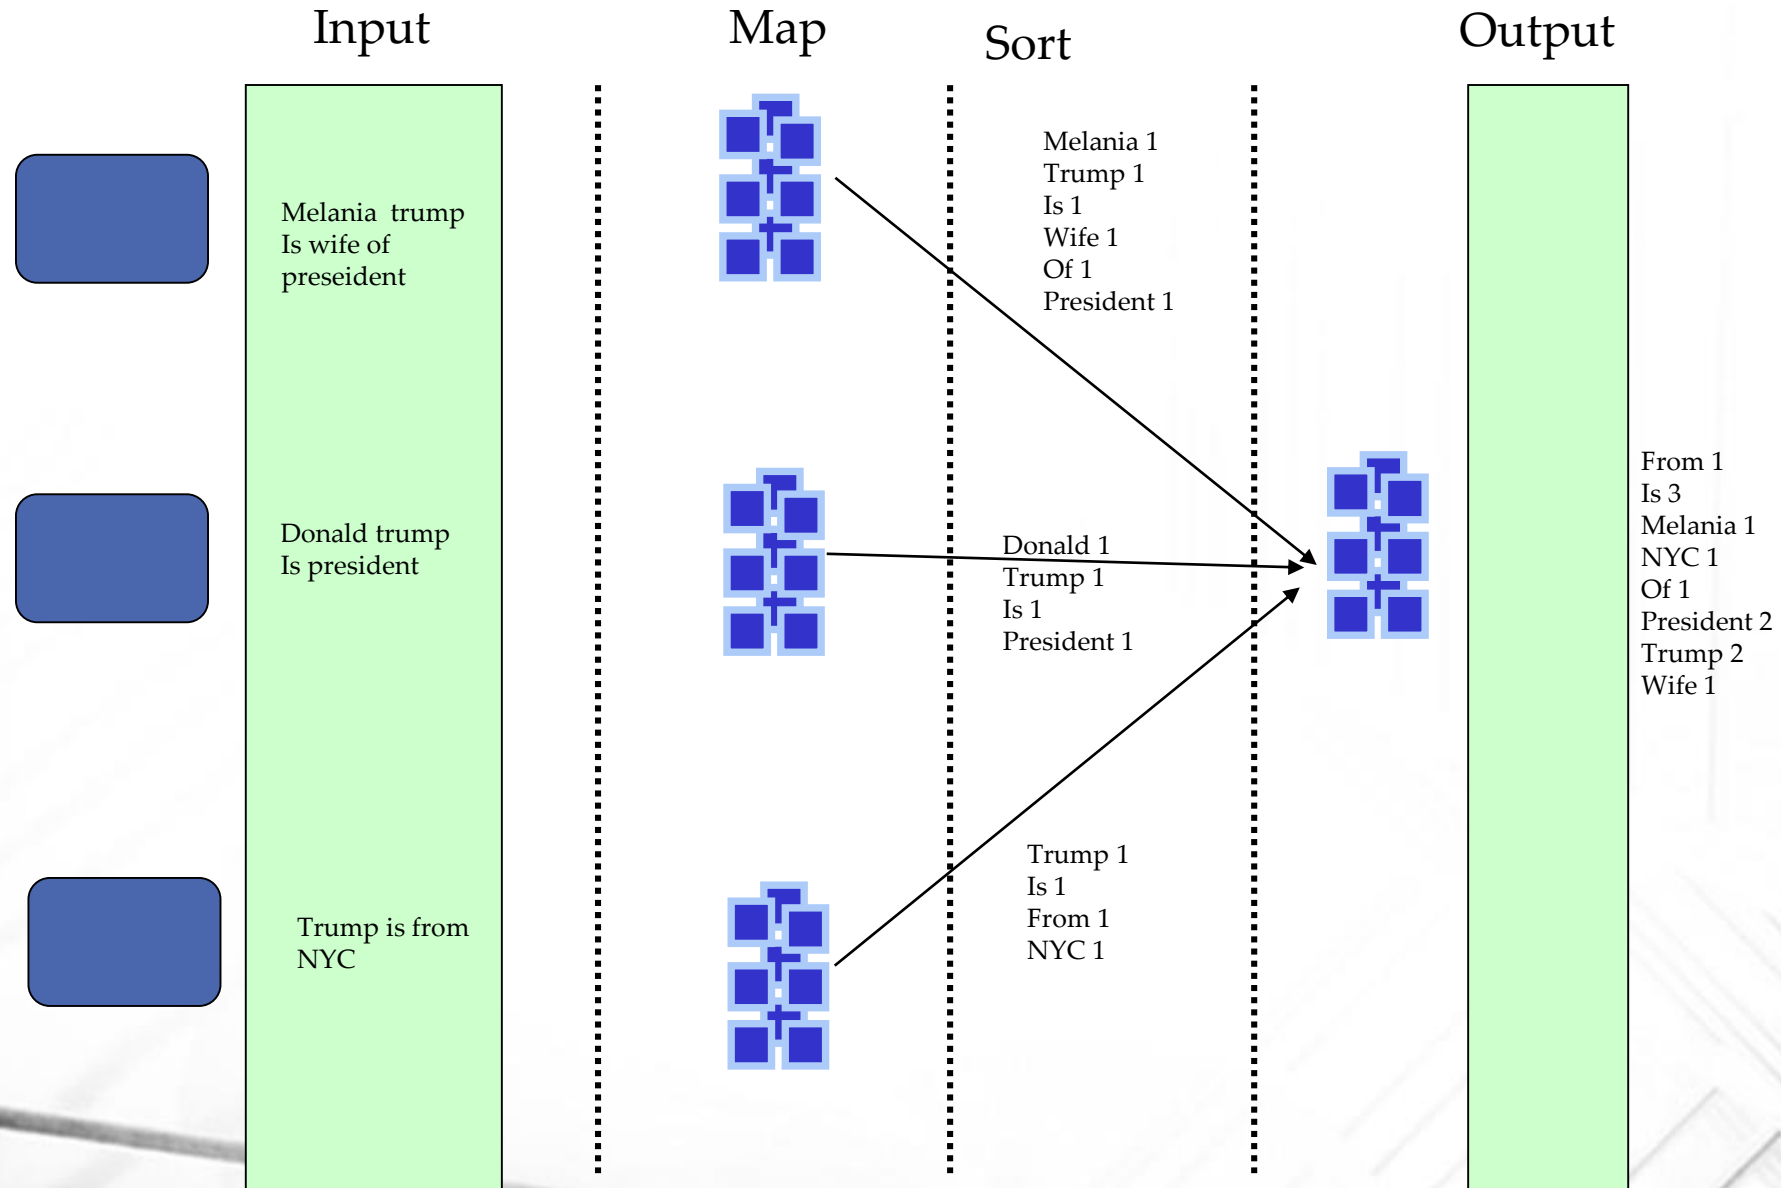 Input
Map
Sort
Output
Melania  trump
Is wife of
preseident
Donald trump
Is president
Trump is from
NYC
Melania 1
Trump 1
Is 1
Wife 1
Of 1
President 1
Donald 1
Trump 1
Is 1
President 1
Trump 1
Is 1
From 1
NYC 1
From 1
Is 3
Melania 1
NYC 1
Of 1
President 2
Trump 2
Wife 1